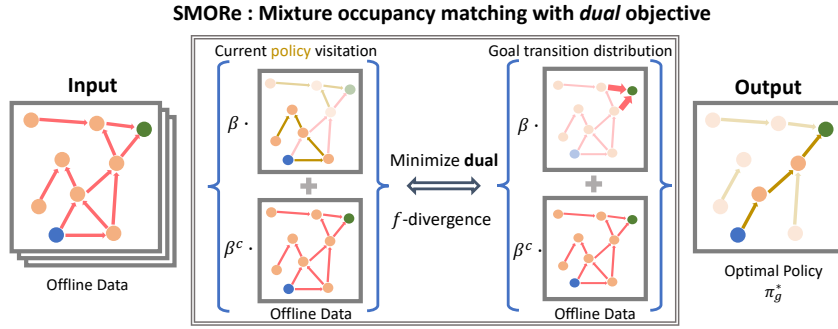 SMORe : Mixture occupancy matching with dual objective
Input
Offline Data
Current policy visitation
β ·
β^c ·
Offline Data
Minimize dual
f-divergence
Goal transition distribution
β ·
β^c ·
Offline Data
Output
Optimal Policy
π_g^*